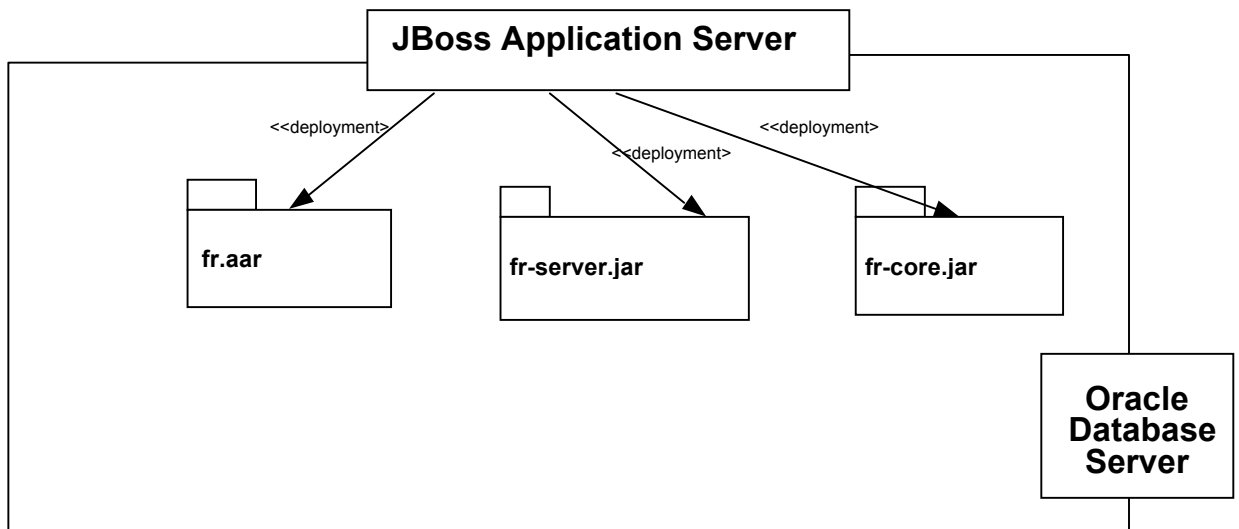 JBoss Application Server
<<deployment>
<<deployment>
<<deployment>
fr.aar
fr-server.jar
fr-core.jar
Oracle
Database
Server